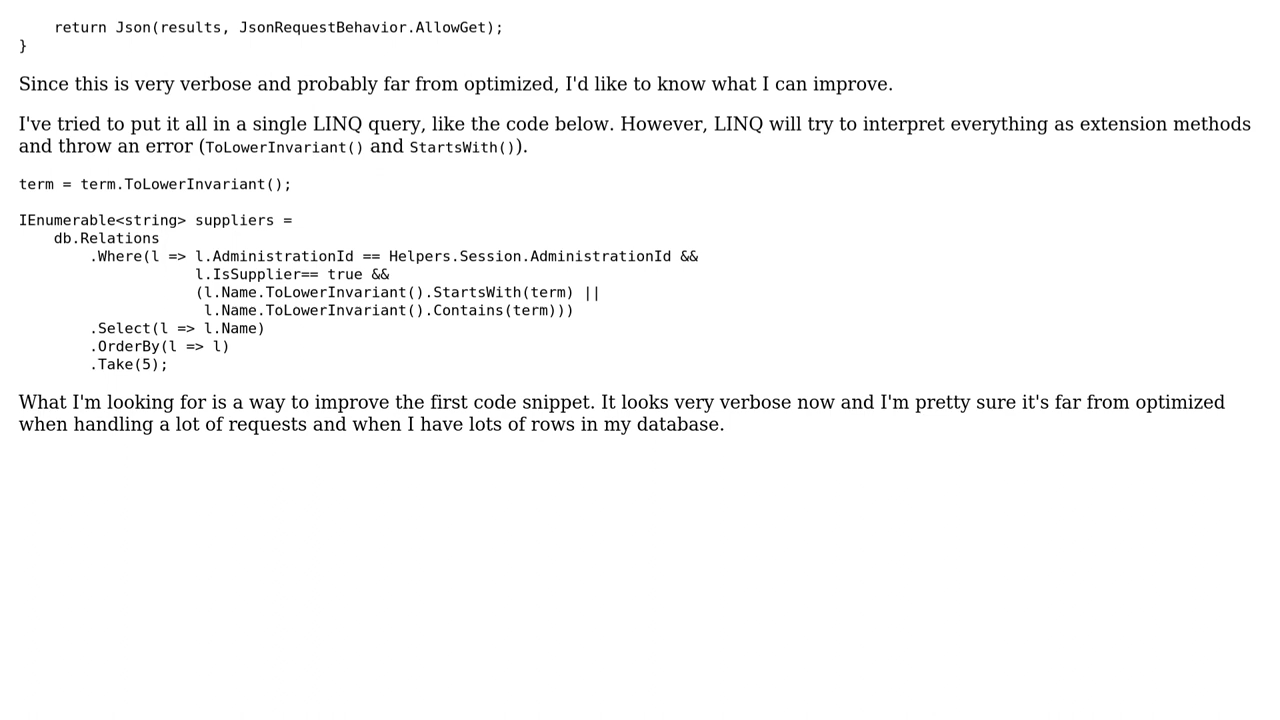 return Json(results, JsonRequestBehavior.AllowGet);
}
Since this is very verbose and probably far from optimized, I'd like to know what I can improve.
I've tried to put it all in a single LINQ query, like the code below. However, LINQ will try to interpret everything as extension methods
and throw an error (ToLowerInvariant() and StartsWith()).
term = term.ToLowerInvariant();
IEnumerable<string> suppliers =
db.Relations
.Where(l => l.AdministrationId == Helpers.Session.AdministrationId &&
l.IsSupplier== true &&
(l.Name.ToLowerInvariant().StartsWith(term) ||
l.Name.ToLowerInvariant().Contains(term)))
.Select(l => l.Name)
.OrderBy(l => l)
.Take(5);
What I'm looking for is a way to improve the first code snippet. It looks very verbose now and I'm pretty sure it's far from optimized
when handling a lot of requests and when I have lots of rows in my database.